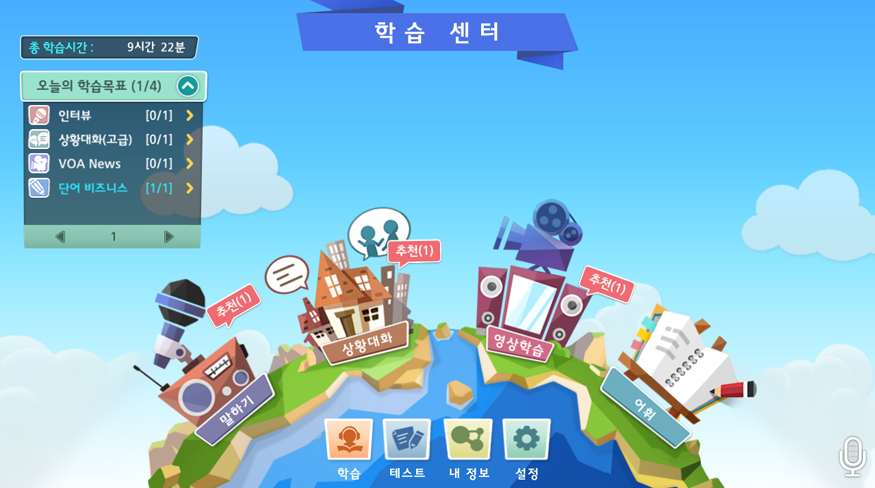 학습 센터
총 학습시간 : 9시간 22분
오늘의 학습목표 (1/4)
인터뷰 [0/1]
상황대화(고급) [0/1]
VOA News [0/1]
단어 비즈니스 [1/1]
1
추천(1)
추천(1)
추천(1)
말하기
상황대화
영상학습
어휘
학습
테스트
내 정보
설정